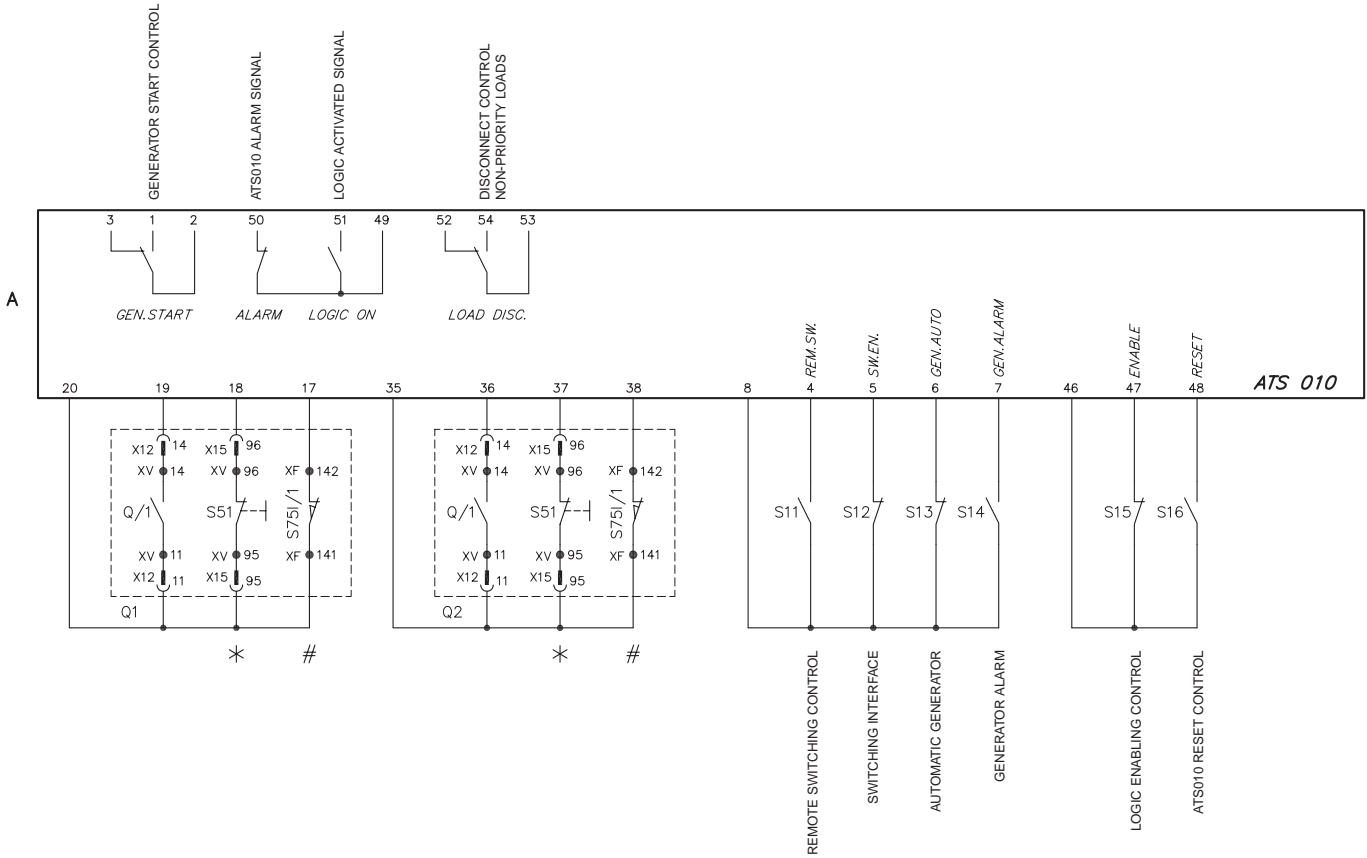 GENERATOR START CONTROL
ATS010 ALARM SIGNAL
LOGIC ACTIVATED SIGNAL
DISCONNECT CONTROL
NON-PRIORITY LOADS
3 1 2 50 51 49 52 54 53
A
GEN.START ALARM LOGIC ON LOAD DISC.
REM.SW.
SW.EN.
GEN.AUTO
GEN.ALARM
ENABLE
RESET
ATS 010
20 19 18 17 35 36 37 38 8 4 5 6 7 46 47 48
X12 14 X15 96 X12 14 X15 96
XV 14 XV 96 XF 142 XV 14 XV 96 XF 142
Q/1 S51 S75I/1 Q/1 S51 S75I/1 S11 S12 S13 S14 S15 S16
XV 11 XV 95 XF 141 XV 11 XV 95 XF 141
X12 11 X15 95 X12 11 X15 95
Q1 Q2
* # * #
REMOTE SWITCHING CONTROL
SWITCHING INTERFACE
AUTOMATIC GENERATOR
GENERATOR ALARM
LOGIC ENABLING CONTROL
ATS010 RESET CONTROL